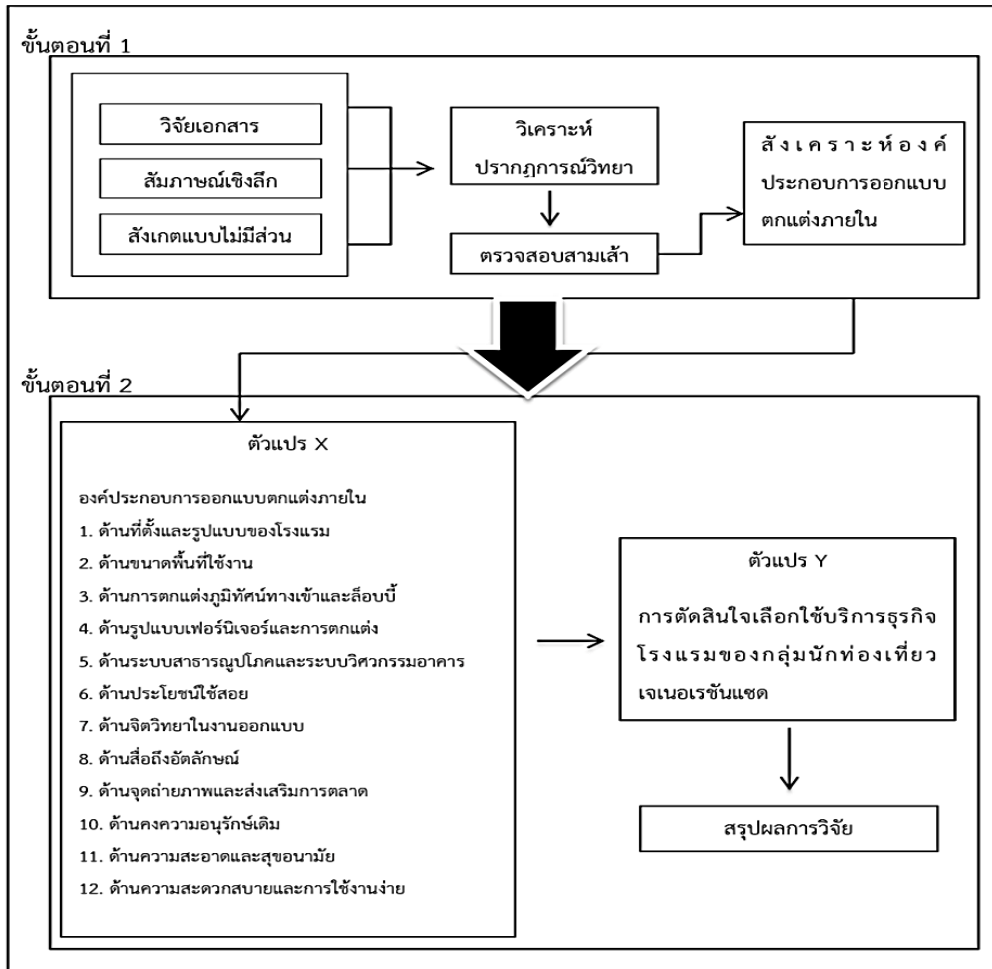 ขั้นตอนที่ 1
วิจัยเอกสาร
สัมภาษณ์เชิงลึก
สังเกตแบบไม่มีส่วน
วิเคราะห์
ปรากฏการณ์วิทยา
ตรวจสอบสามเส้า
สังเคราะห์องค์
ประกอบการออกแบบ
ตกแต่งภายใน
ขั้นตอนที่ 2
ตัวแปร X
องค์ประกอบการออกแบบตกแต่งภายใน
1. ด้านที่ตั้งและรูปแบบของโรงแรม
2. ด้านขนาดพื้นที่ใช้งาน
3. ด้านการตกแต่งภูมิทัศน์ทางเข้าและล็อบบี้
4. ด้านรูปแบบเฟอร์นิเจอร์และการตกแต่ง
5. ด้านระบบสาธารณูปโภคและระบบวิศวกรรมอาคาร
6. ด้านประโยชน์ใช้สอย
7. ด้านจิตวิทยาในงานออกแบบ
8. ด้านสื่อถึงอัตลักษณ์
9. ด้านจุดถ่ายภาพและส่งเสริมการตลาด
10. ด้านคงความอนุรักษ์เดิม
11. ด้านความสะอาดและสุขอนามัย
12. ด้านความสะดวกสบายและการใช้งานง่าย
ตัวแปร Y
การตัดสินใจเลือกใช้บริการธุรกิจ
โรงแรมของกลุ่มนักท่องเที่ยว
เจเนอเรชันแซด
สรุปผลการวิจัย